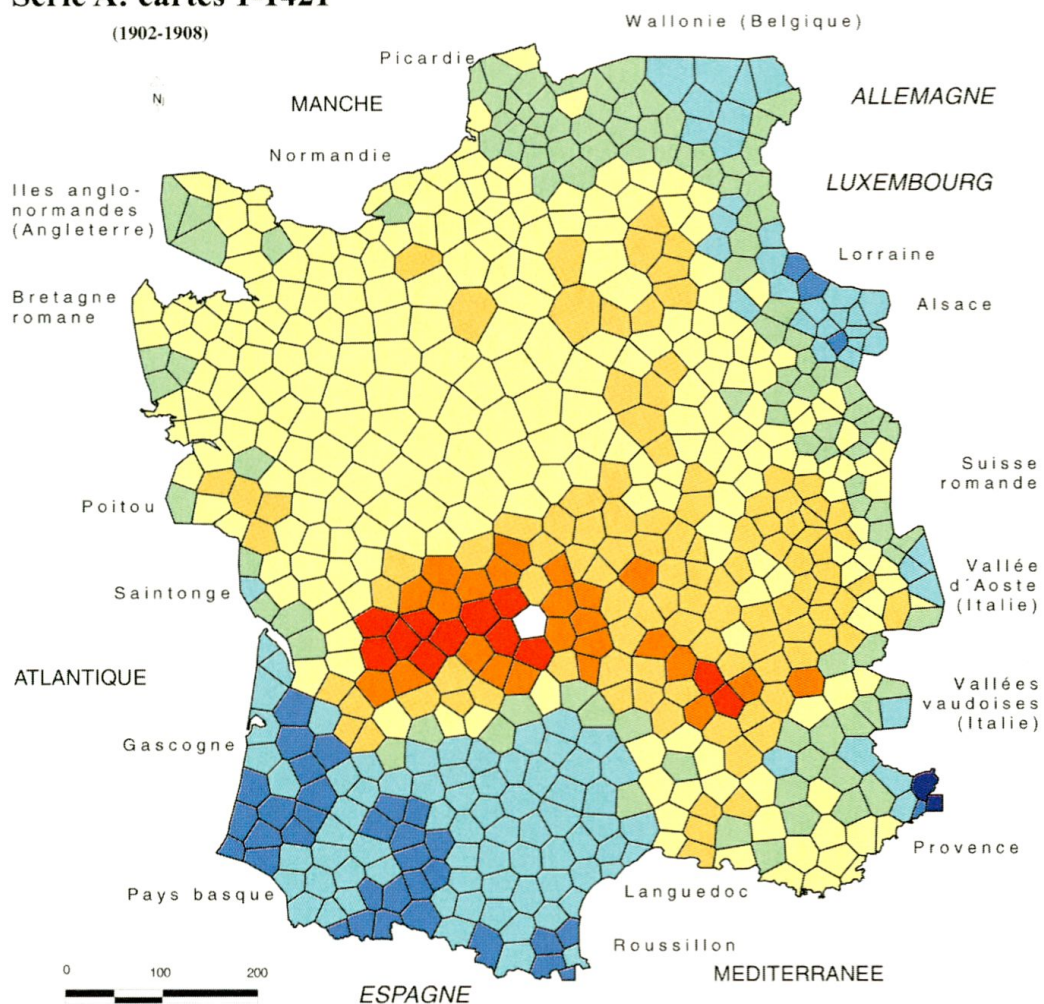 Série A: cartes 1-1421
(1902-1908)
Wallonie (Belgique)
Picardie
N
MANCHE
ALLEMAGNE
Normandie
Iles anglo-
normandes
(Angleterre)
LUXEMBOURG
Lorraine
Bretagne
romane
Alsace
Suisse
romande
Poitou
Vallée
d´Aoste
(Italie)
Saintonge
ATLANTIQUE
Vallées
vaudoises
(Italie)
Gascogne
Provence
Pays basque
Languedoc
Roussillon
0 100 200
MEDITERRANEE
ESPAGNE